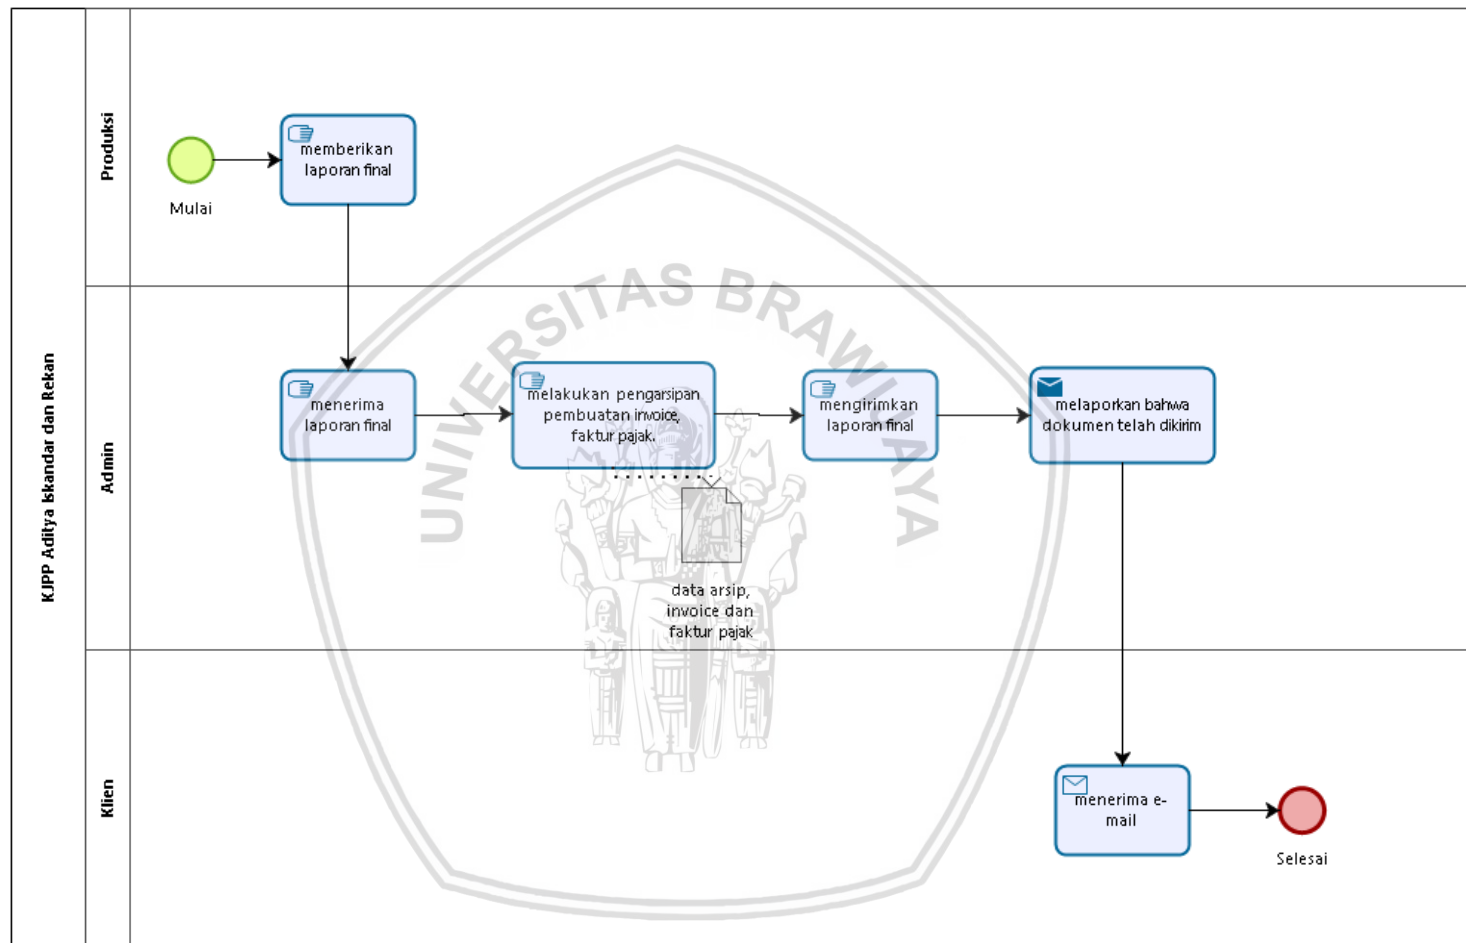 KJPP Aditya Iskandar dan Rekan
Produksi
Mulai
memberikan
laporan final
UNIVERSITAS BRAWIJAYA
Admin
menerima
laporan final
melakukan pengarsipan
pembuatan invoice,
faktur pajak.
mengirimkan
laporan final
melaporkan bahwa
dokumen telah dikirim
data arsip,
invoice dan
faktur pajak
Klien
menerima e-
mail
Selesai